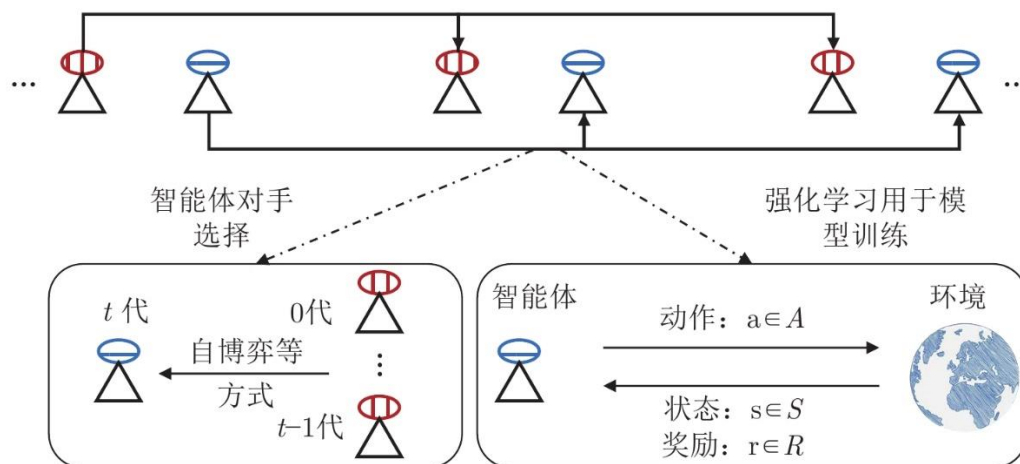 ...
...
智能体对手
选择
强化学习用于模
型训练
t 代
0代
自博弈等
方式
⋮
t−1代
智能体
环境
动作：a∈A
状态：s∈S
奖励：r∈R